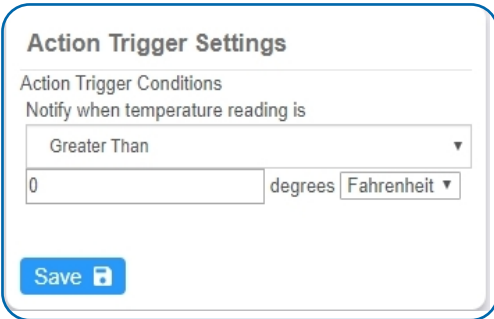 Action Trigger Settings
Action Trigger Conditions
Notify when temperature reading is
Greater Than
0 degrees Fahrenheit
Save